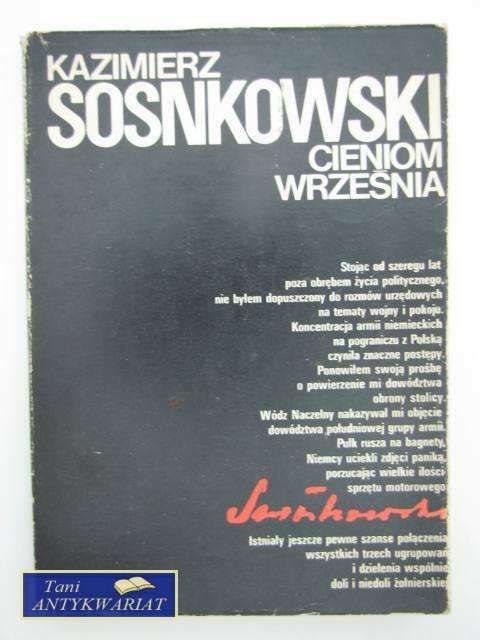 KAZIMIERZ
SOSNKOWSKI
CIENIOM
WRZEŚNIA
Stojąc od szeregu lat
poza obrębem życia politycznego,
nie byłem dopuszczony do rozmów urzędowych
na tematy wojny i pokoju.
Koncentracja armii niemieckich
na pograniczu z Polską
czyniła znaczne postępy.
Ponowiłem swoją prośbę
o powierzenie mi dowództwa
obrony stolicy.
Wódz Naczelny nakazywał mi objęcie
dowództwa południowej grupy armii.
Pułk rusza na bagnety,
Niemcy uciekli zdjęci paniką,
porzucając wielkie ilości
sprzętu motorowego
Sosnkowski
Istniały jeszcze pewne szanse połączenia
wszystkich trzech ugrupowań
i dzielenia wspólnie
doli i niedoli żołnierskie
Tani
ANTYKWARIAT